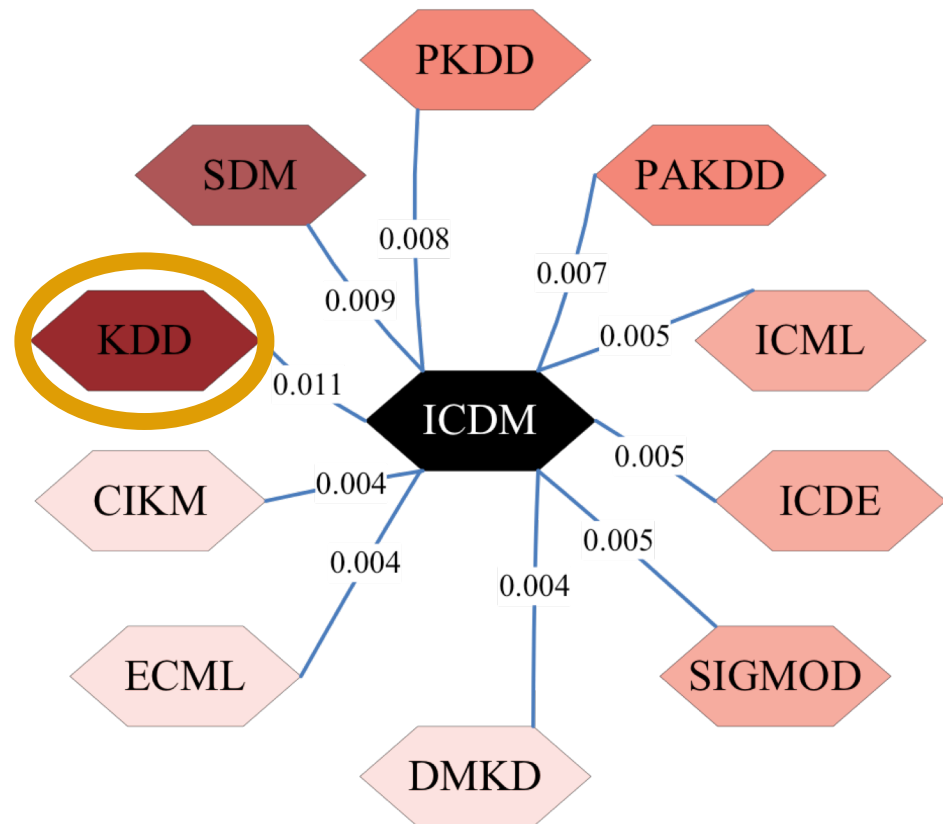 PKDD
SDM
PAKDD
0.008
0.007
0.009
KDD
0.005
ICML
0.011
ICDM
0.005
CIKM
0.004
ICDE
0.005
0.004
0.004
ECML
SIGMOD
DMKD